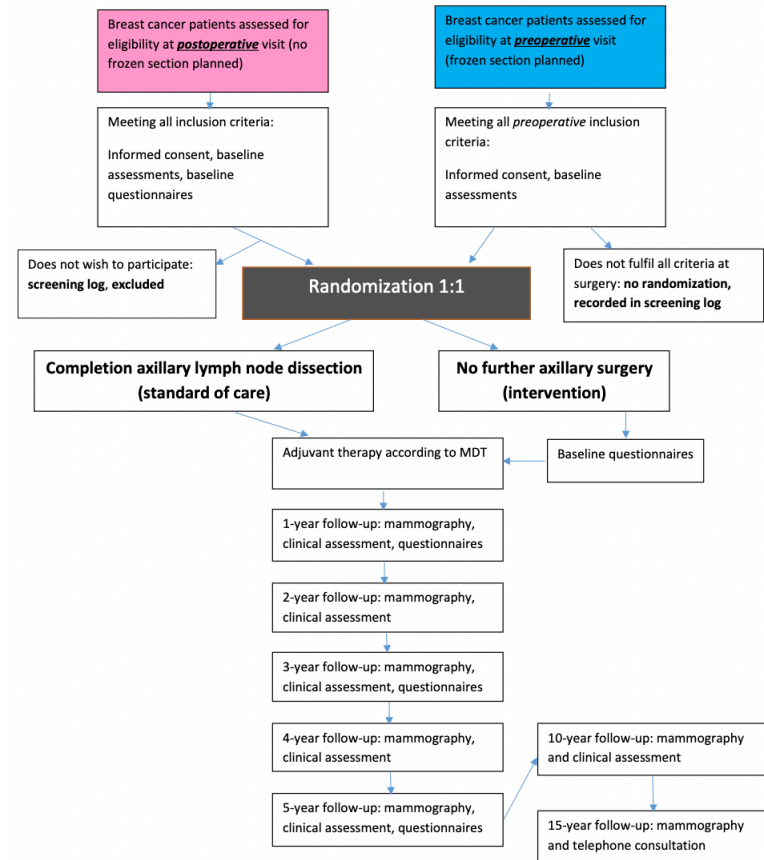 Breast cancer patients assessed for
eligibility at postoperative visit (no
frozen section planned)
Breast cancer patients assessed for
eligibility at preoperative visit
(frozen section planned)
Meeting all inclusion criteria:
Informed consent, baseline
assessments, baseline
questionnaires
Meeting all preoperative inclusion
criteria:
Informed consent, baseline
assessments
Does not wish to participate:
screening log, excluded
Randomization 1:1
Does not fulfil all criteria at
surgery: no randomization,
recorded in screening log
Completion axillary lymph node dissection
(standard of care)
No further axillary surgery
(intervention)
Adjuvant therapy according to MDT
Baseline questionnaires
1-year follow-up: mammography,
clinical assessment, questionnaires
2-year follow-up: mammography,
clinical assessment
3-year follow-up: mammography,
clinical assessment, questionnaires
4-year follow-up: mammography,
clinical assessment
5-year follow-up: mammography,
clinical assessment, questionnaires
10-year follow-up: mammography
and clinical assessment
15-year follow-up: mammography
and telephone consultation